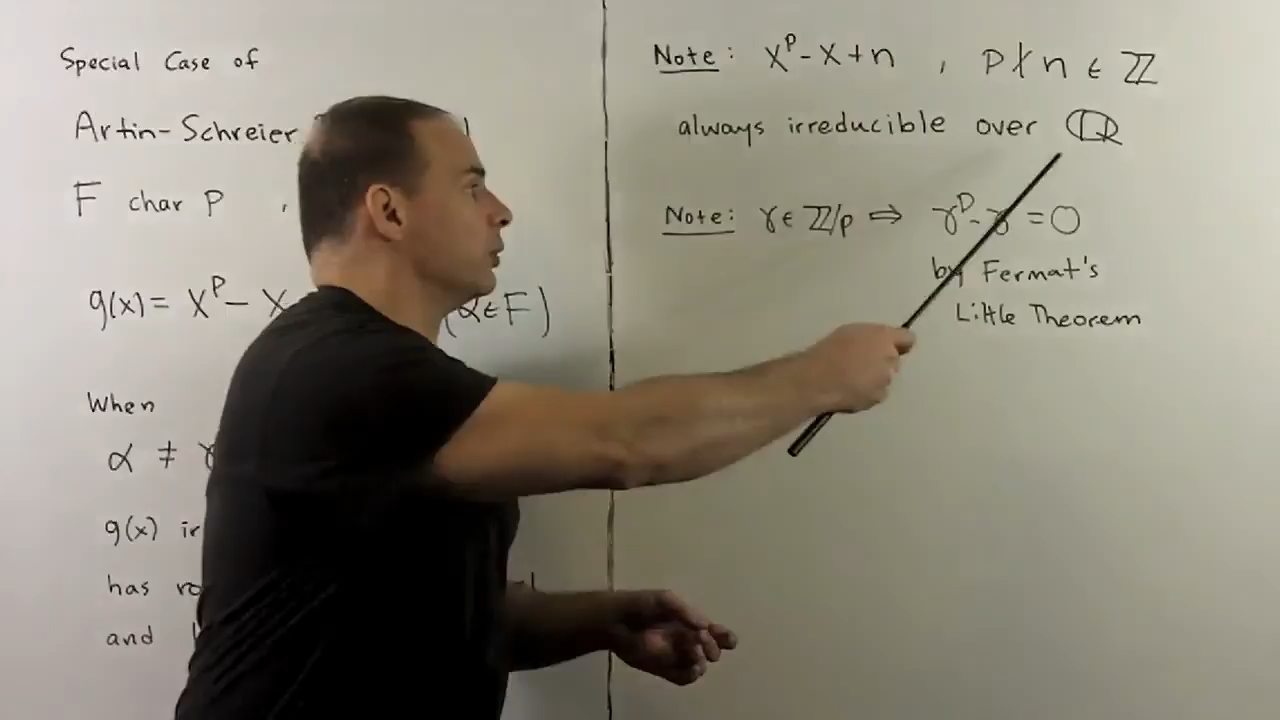 Special Case of
Artin-Schreier
F char p ,
g(x) = x^p - x (α ∈ F)
When
α ≠ γ
g(x)
has
and
Note: x^p - x + n , p ∤ n ∈ ℤ
always irreducible over ℚ
Note: γ ∈ ℤ/p ⇒ γ^p - γ = 0
by Fermat's
Little Theorem